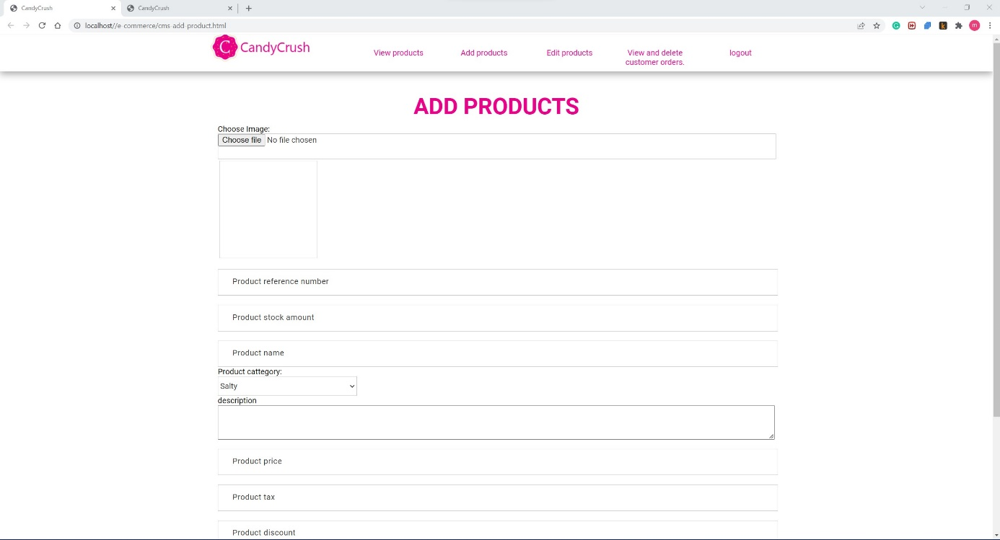 CandyCrush
CandyCrush
localhost//e-commerce/cms-add-product.html
m
C CandyCrush
View products
Add products
Edit products
View and delete
customer orders.
logout
ADD PRODUCTS
Choose Image:
Choose file No file chosen
Product reference number
Product stock amount
Product name
Product cattegory:
Salty
description
Product price
Product tax
Product discount